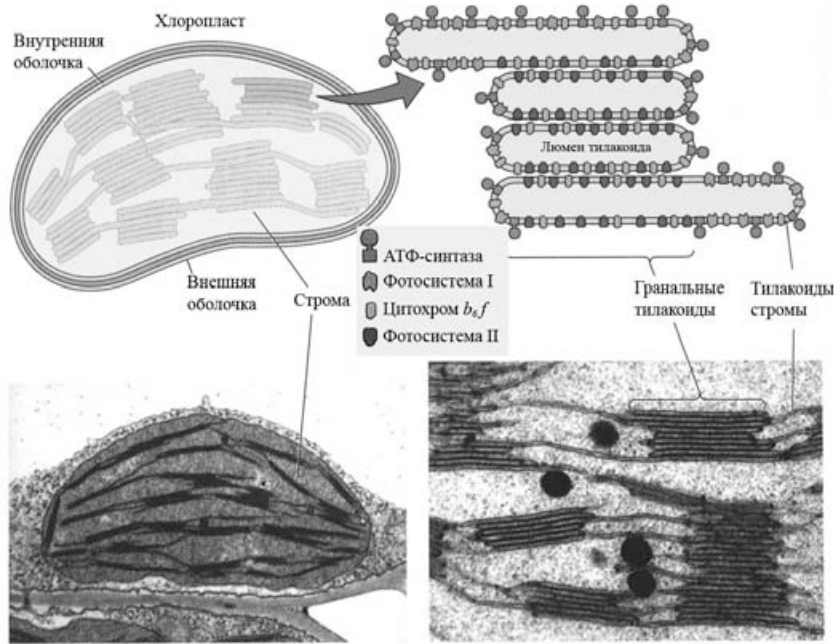 Хлоропласт
Внутренняя
оболочка
Люмен тилакоида
Внешняя
оболочка
Строма
АТФ-синтаза
Фотосистема I
Цитохром b₆f
Фотосистема II
Гранальные
тилакоиды
Тилакоиды
стромы